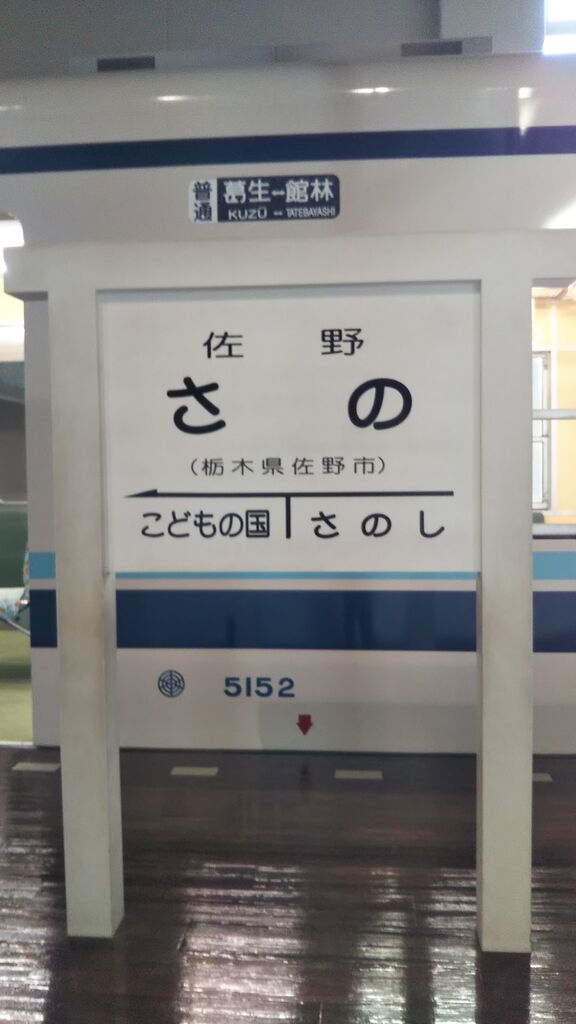 普通 葛生↔館林
KUZŪ ↔ TATEBAYASHI
佐野
さの
(栃木県佐野市)
こどもの国 さのし
5152